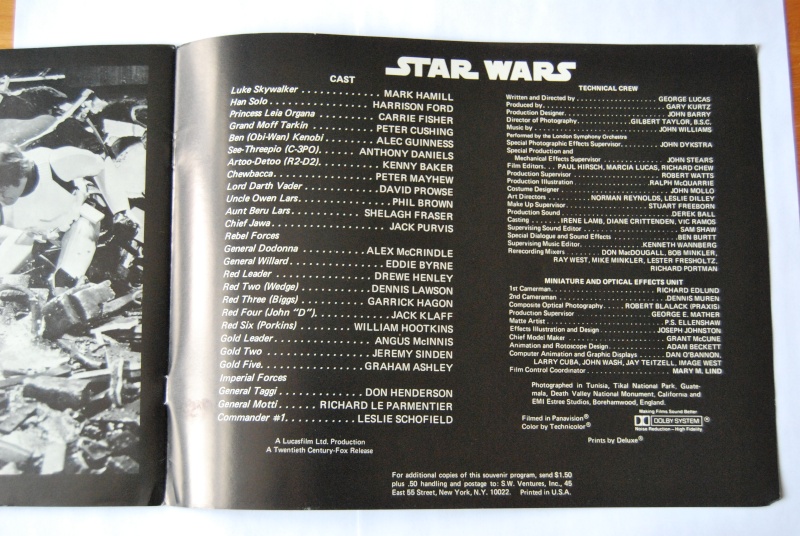 STAR WARS
CAST
Luke Skywalker . . . . . . . . . . . . MARK HAMILL
Han Solo . . . . . . . . . . . . . . . HARRISON FORD
Princess Leia Organa . . . . . . . . . CARRIE FISHER
Grand Moff Tarkin . . . . . . . . . . PETER CUSHING
Ben (Obi-Wan) Kenobi . . . . . . . . . ALEC GUINNESS
See-Threepio (C-3PO) . . . . . . . . . ANTHONY DANIELS
Artoo-Detoo (R2-D2) . . . . . . . . . KENNY BAKER
Chewbacca . . . . . . . . . . . . . . PETER MAYHEW
Lord Darth Vader . . . . . . . . . . . DAVID PROWSE
Uncle Owen Lars . . . . . . . . . . . PHIL BROWN
Aunt Beru Lars . . . . . . . . . . . . SHELAGH FRASER
Chief Jawa . . . . . . . . . . . . . . JACK PURVIS
Rebel Forces
General Dodonna . . . . . . . . . . . ALEX McCRINDLE
General Willard . . . . . . . . . . . EDDIE BYRNE
Red Leader . . . . . . . . . . . . . . DREWE HENLEY
Red Two (Wedge) . . . . . . . . . . . DENNIS LAWSON
Red Three (Biggs) . . . . . . . . . . GARRICK HAGON
Red Four (John "D") . . . . . . . . . JACK KLAFF
Red Six (Porkins) . . . . . . . . . . WILLIAM HOOTKINS
Gold Leader . . . . . . . . . . . . . ANGUS McINNIS
Gold Two . . . . . . . . . . . . . . . JEREMY SINDEN
Gold Five . . . . . . . . . . . . . . GRAHAM ASHLEY
Imperial Forces
General Taggi . . . . . . . . . . . . DON HENDERSON
General Motti . . . . . . RICHARD LE PARMENTIER
Commander #1 . . . . . . . . . . . . . LESLIE SCHOFIELD
A Lucasfilm Ltd. Production
A Twentieth Century-Fox Release
TECHNICAL CREW
Written and Directed by . . . . . . . . GEORGE LUCAS
Produced by . . . . . . . . . . . . . GARY KURTZ
Production Designer . . . . . . . . . JOHN BARRY
Director of Photography . . . . . . . GILBERT TAYLOR, B.S.C.
Music by . . . . . . . . . . . . . . . JOHN WILLIAMS
Performed by the London Symphony Orchestra
Special Photographic Effects Supervisor . . JOHN DYKSTRA
Special Production and
Mechanical Effects Supervisor . . . . JOHN STEARS
Film Editors . . . PAUL HIRSCH, MARCIA LUCAS, RICHARD CHEW
Production Supervisor . . . . . . . . ROBERT WATTS
Production Illustration . . . . . . . RALPH McQUARRIE
Costume Designer . . . . . . . . . . . JOHN MOLLO
Art Directors . . . . . . NORMAN REYNOLDS, LESLIE DILLEY
Make Up Supervisor . . . . . . . . . . STUART FREEBORN
Production Sound . . . . . . . . . . . DEREK BALL
Casting . . . . . IRENE LAMB, DIANE CRITTENDEN, VIC RAMOS
Supervising Sound Editor . . . . . . . SAM SHAW
Special Dialogue and Sound Effects . . BEN BURTT
Supervising Music Editor . . . . . . . KENNETH WANNBERG
Rerecording Mixers . . . . DON MacDOUGALL, BOB MINKLER,
RAY WEST, MIKE MINKLER, LESTER FRESHOLTZ,
RICHARD PORTMAN
MINIATURE AND OPTICAL EFFECTS UNIT
1st Camerman . . . . . . . . . . . . . RICHARD EDLUND
2nd Cameraman . . . . . . . . . . . . DENNIS MUREN
Composite Optical Photography . . . ROBERT BLALACK (PRAXIS)
Production Supervisor . . . . . . . . GEORGE E. MATHER
Matte Artist . . . . . . . . . . . . . P.S. ELLENSHAW
Effects Illustration and Design . . . JOSEPH JOHNSTON
Chief Model Maker . . . . . . . . . . GRANT McCUNE
Animation and Rotoscope Design . . . . ADAM BECKETT
Computer Animation and Graphic Displays . . DAN O'BANNON,
LARRY CUBA, JOHN WASH, JAY TEITZELL, IMAGE WEST
Film Control Coordinator . . . . . . . MARY M. LIND
Photographed in Tunisia, Tikal National Park, Guate-
mala, Death Valley National Monument, California and
EMI Elstree Studios, Borehamwood, England.
Filmed in Panavision®
Color by Technicolor®
Making Films Sound Better
DOLBY SYSTEM®
Noise Reduction - High Fidelity
Prints by Deluxe®
For additional copies of this souvenir program, send $1.50
plus .50 handling and postage to: S.W. Ventures, Inc., 45
East 55 Street, New York, N.Y. 10022. Printed in U.S.A.